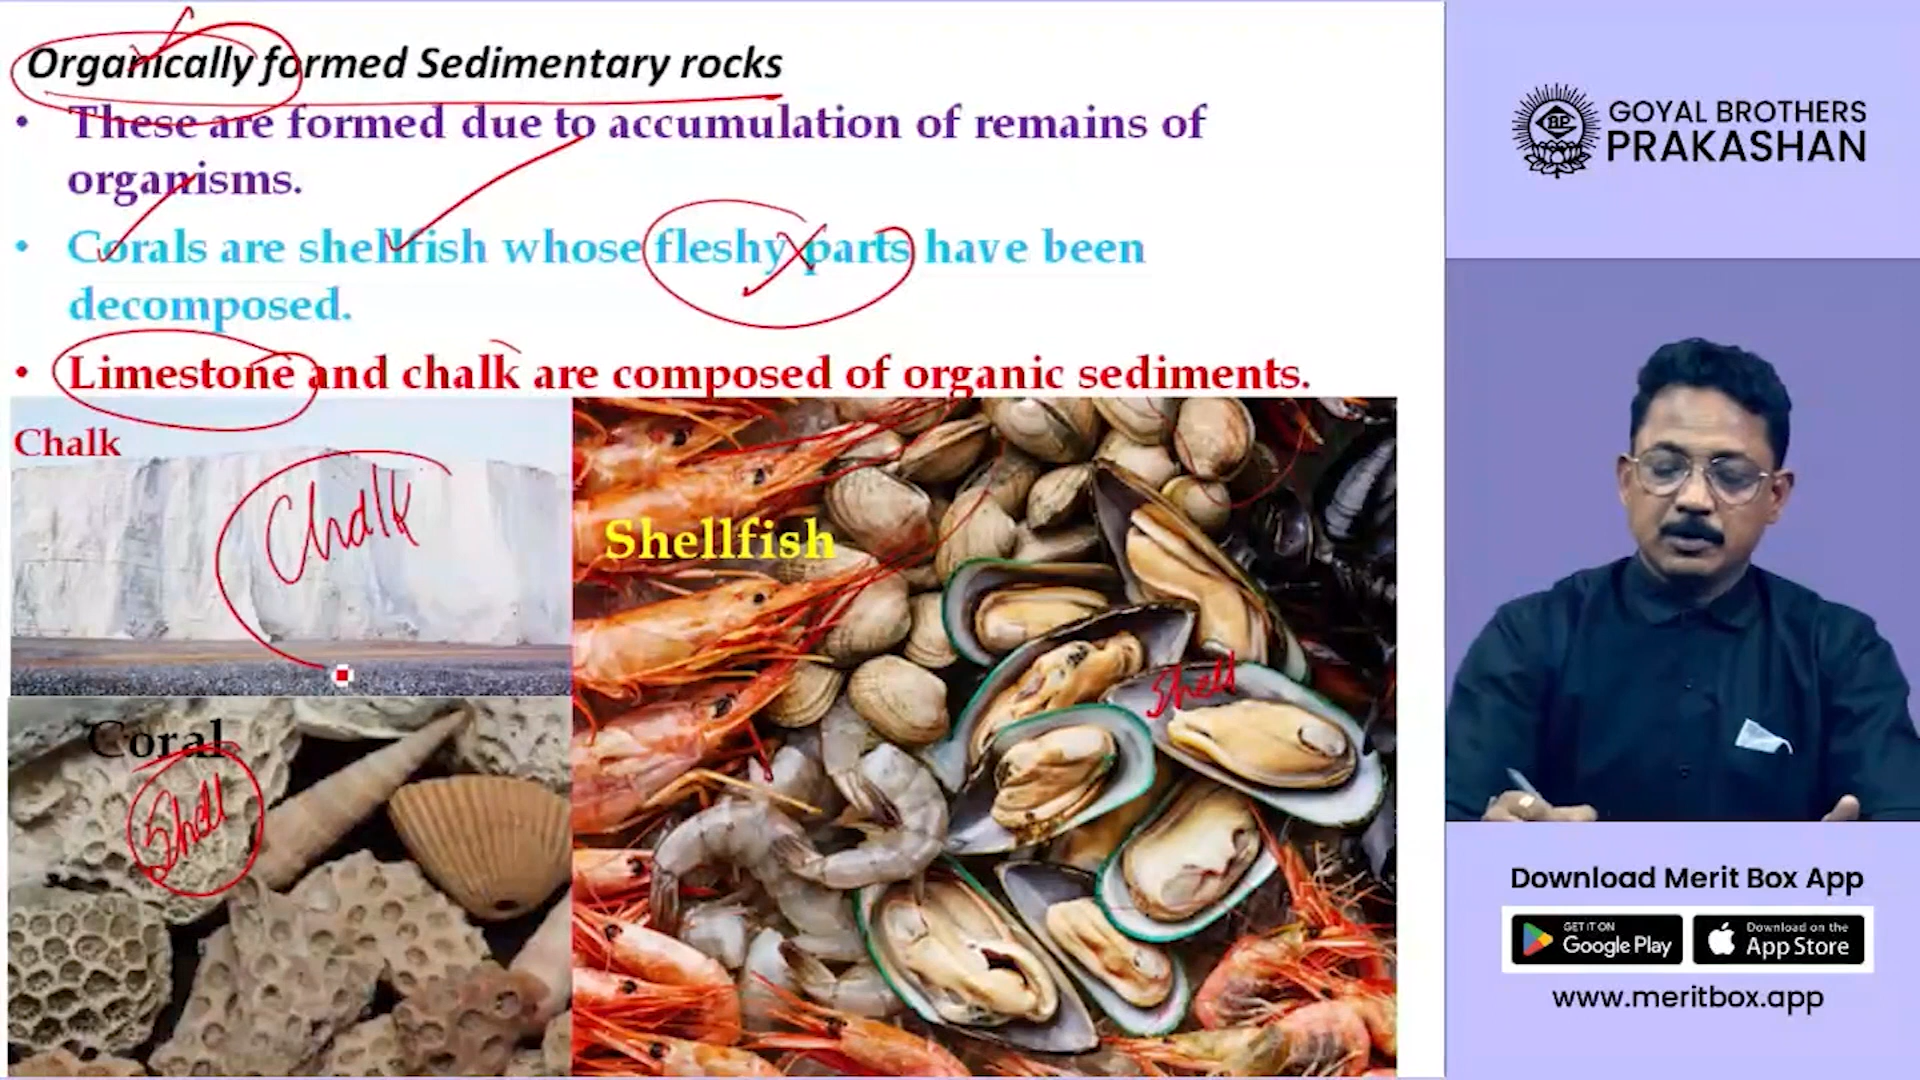 Organically formed Sedimentary rocks
• These are formed due to accumulation of remains of
organisms.
• Corals are shellfish whose fleshy parts have been
decomposed.
• Limestone and chalk are composed of organic sediments.
Chalk
Chalk
Shellfish
Shell
Coral
Shell
GOYAL BROTHERS
PRAKASHAN
Download Merit Box App
GET IT ON
Google Play
Download on the
App Store
www.meritbox.app